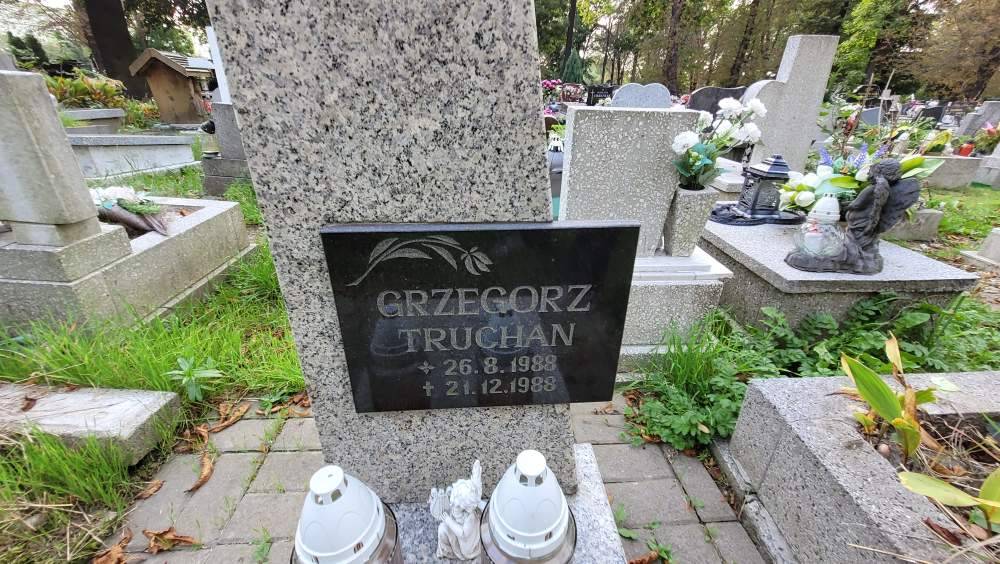 GRZEGORZ
TRUCHAN
+ 26.8.1988
† 21.12.1988